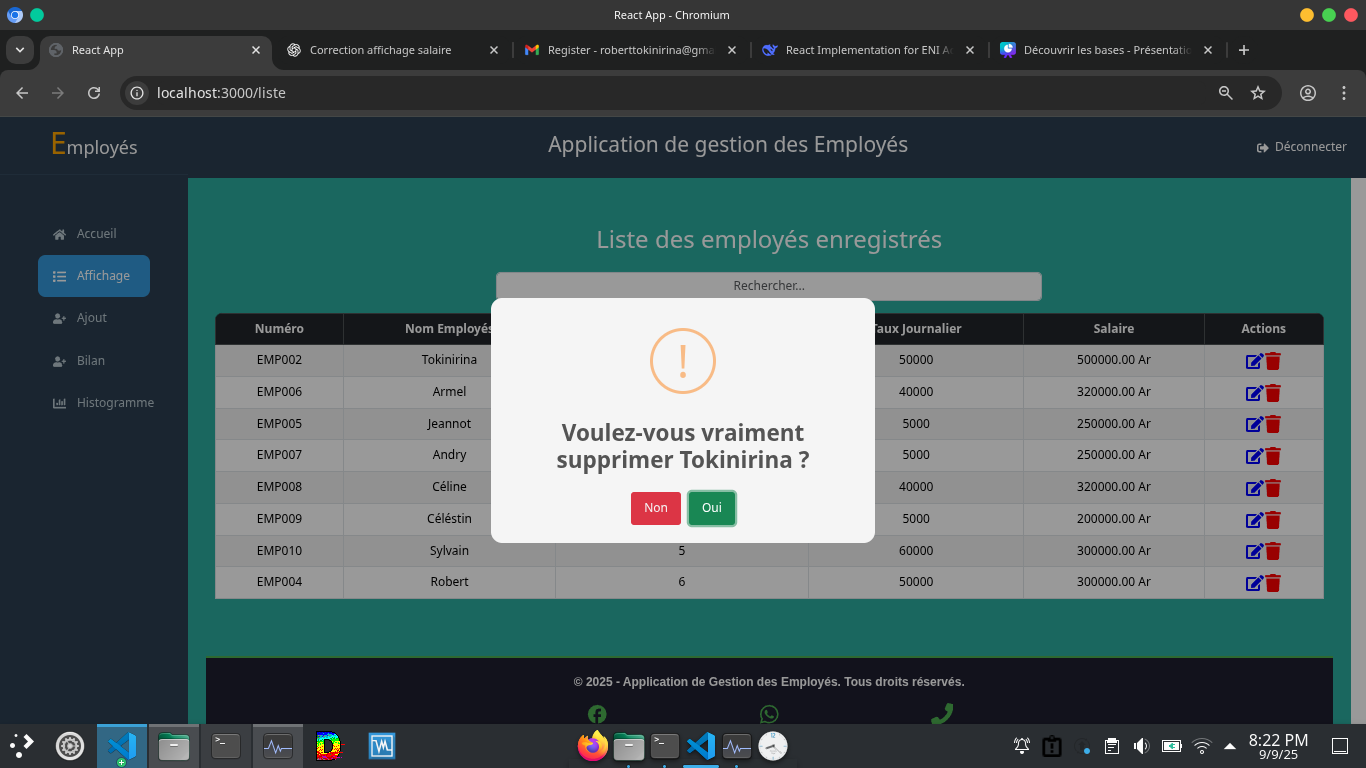 React App - Chromium
React App
Correction affichage salaire
Register - roberttokinirina@gma
React Implementation for ENI A
Découvrir les bases - Présentati
localhost:3000/liste
Employés
Application de gestion des Employés
Déconnecter
Accueil
Affichage
Ajout
Bilan
Histogramme
Liste des employés enregistrés
Rechercher...
Numéro Nom Employés Taux Journalier Salaire Actions
EMP002 Tokinirina 50000 500000.00 Ar
EMP006 Armel 40000 320000.00 Ar
EMP005 Jeannot 5000 250000.00 Ar
EMP007 Andry 5000 250000.00 Ar
EMP008 Céline 40000 320000.00 Ar
EMP009 Céléstin 5000 200000.00 Ar
EMP010 Sylvain 5 60000 300000.00 Ar
EMP004 Robert 6 50000 300000.00 Ar
!
Voulez-vous vraiment
supprimer Tokinirina ?
Non Oui
© 2025 - Application de Gestion des Employés. Tous droits réservés.
8:22 PM
9/9/25